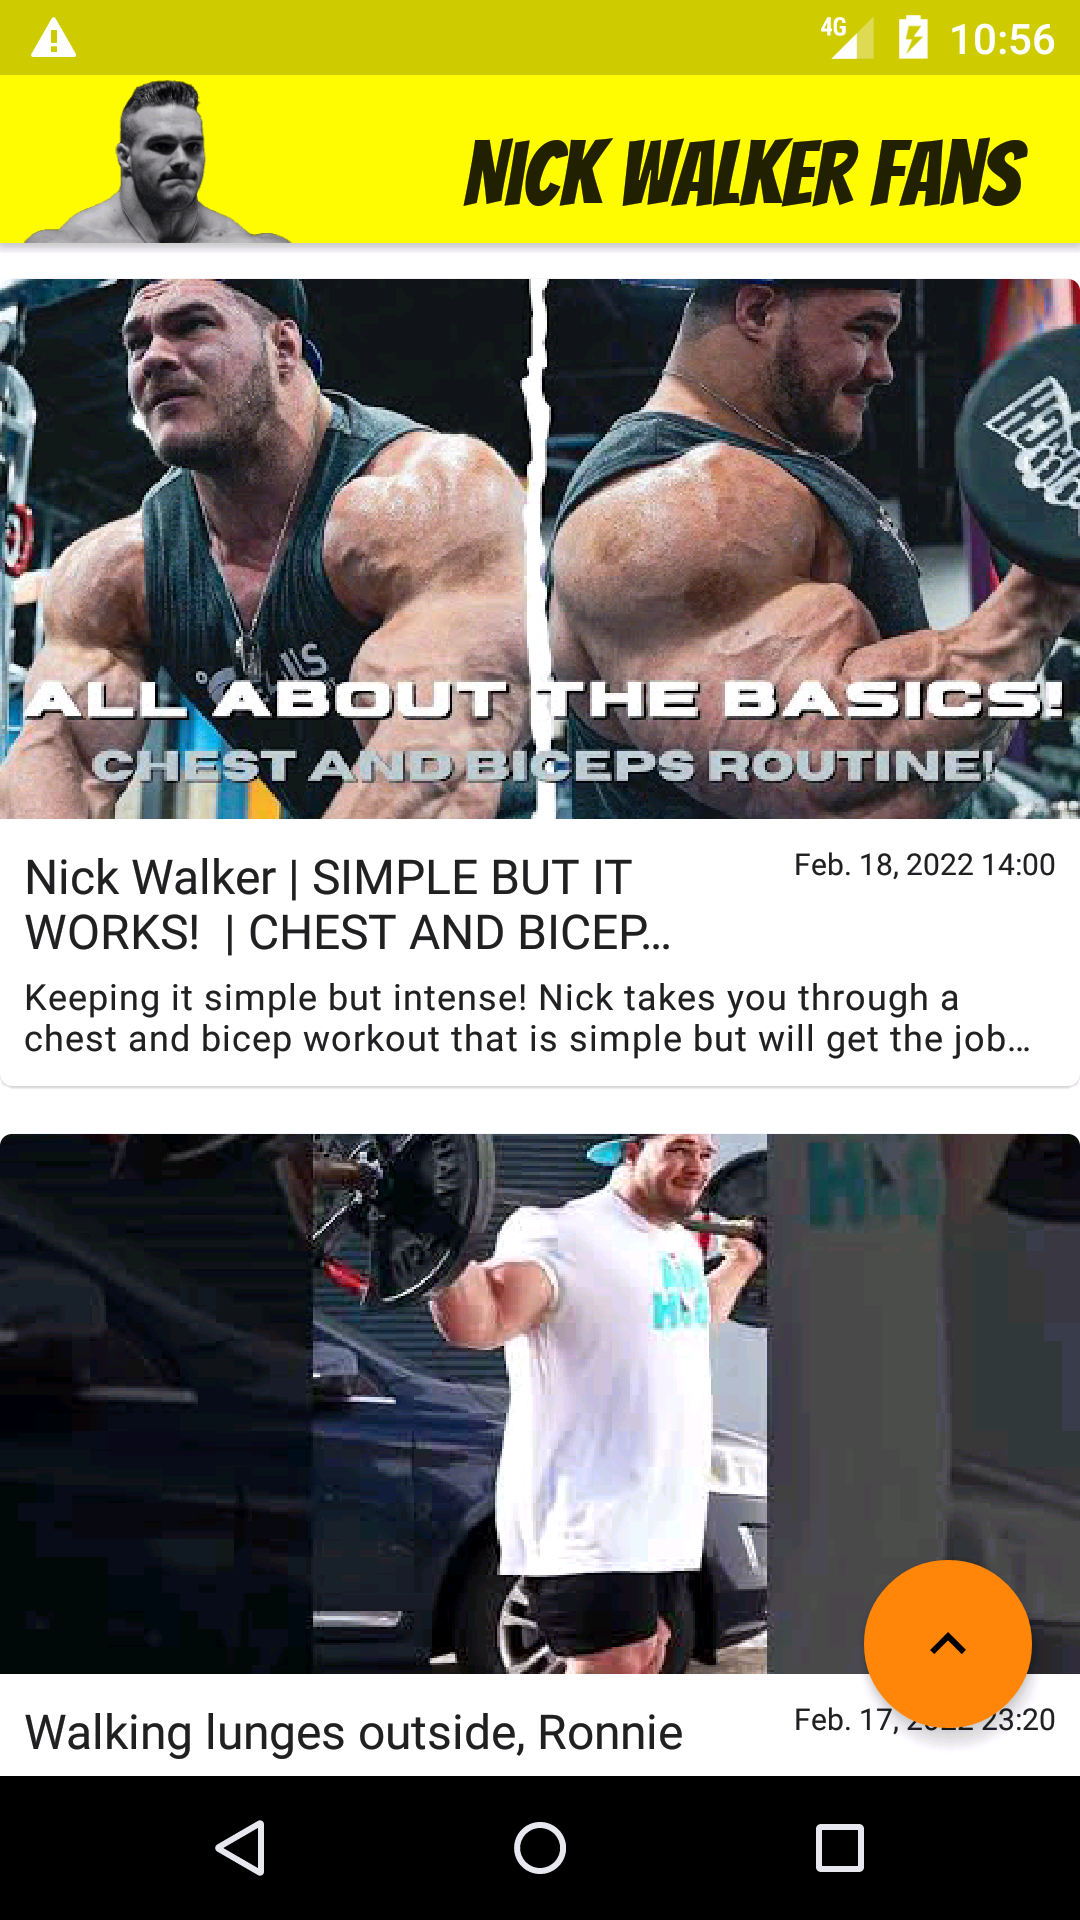 4G 10:56
NICK WALKER FANS
ALL ABOUT THE BASICS!
CHEST AND BICEPS ROUTINE!
Nick Walker | SIMPLE BUT IT
WORKS! | CHEST AND BICEP...
Feb. 18, 2022 14:00
Keeping it simple but intense! Nick takes you through a
chest and bicep workout that is simple but will get the job...
Walking lunges outside, Ronnie
Feb. 17, 2022 23:20